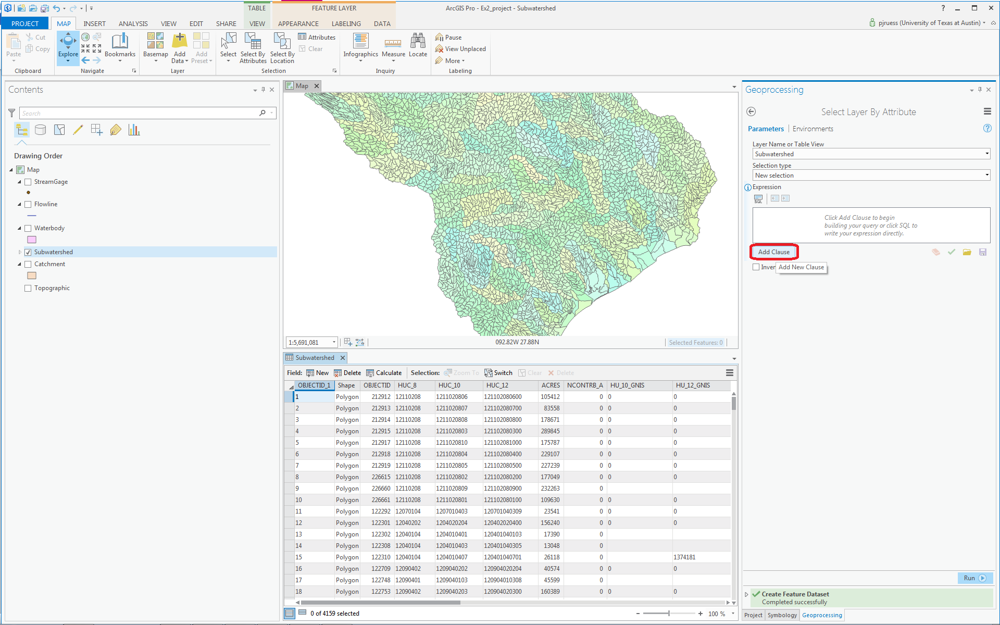 TABLE
FEATURE LAYER
ArcGIS Pro - Ex2_project - Subwatershed
PROJECT MAP INSERT ANALYSIS VIEW EDIT SHARE VIEW APPEARANCE LABELING DATA
pjruess (University of Texas at Austin)
Paste
Cut
Copy
Clipboard
Explore
Bookmarks
Navigate
Basemap
Add Data
Add Preset
Layer
Select
Select By Attributes
Select By Location
Attributes
Clear
Selection
Infographics
Measure
Locate
Inquiry
Pause
View Unplaced
More
Labeling
Contents
Search
Drawing Order
Map
StreamGage
Flowline
Waterbody
Subwatershed
Catchment
Topographic
Map
1:5,691,081
092.82W 27.88N
Selected Features: 0
Subwatershed
Field: New Delete Calculate Selection: Zoom To Switch Clear Delete
OBJECTID_1 Shape OBJECTID HUC_8 HUC_10 HUC_12 ACRES NCONTRB_A HU_10_GNIS HU_12_GNIS
1 Polygon 212912 12110208 1211020806 121102080600 105412 0 0 0
2 Polygon 212913 12110208 1211020807 121102080700 83558 0 0 0
3 Polygon 212914 12110208 1211020808 121102080800 178671 0 0 0
4 Polygon 212915 12110208 1211020803 121102080300 289845 0 0 0
5 Polygon 212917 12110208 1211020810 121102081000 175787 0 0 0
6 Polygon 212918 12110208 1211020804 121102080400 229107 0 0 0
7 Polygon 212919 12110208 1211020805 121102080500 227239 0 0 0
8 Polygon 226615 12110208 1211020802 121102080200 177049 0 0 0
9 Polygon 226660 12110208 1211020809 121102080900 232263 0
10 Polygon 226661 12110208 1211020801 121102080100 109630 0 0 0
11 Polygon 122292 12070104 1207010403 120701040309 23541 0 0 0
12 Polygon 122301 12040202 1204020204 120402020400 156240 0 0 0
13 Polygon 122302 12040104 1204010401 120401040103 17390 0
14 Polygon 122308 12040104 1204010403 120401040305 13048 0
15 Polygon 122310 12040104 1204010407 120401040701 26118 0 1374181
16 Polygon 122709 12090402 1209040202 120904020204 40574 0 0 0
17 Polygon 122748 12090401 1209040103 120904010308 45599 0
18 Polygon 122753 12090402 1209040203 120904020300 160389 0 0 0
0 of 4159 selected
100 %
Geoprocessing
Select Layer By Attribute
Parameters Environments
Layer Name or Table View
Subwatershed
Selection type
New selection
Expression
SQL
Click Add Clause to begin
building your query or click SQL to
write your expression directly.
Add Clause
Inver
Add New Clause
Run
Create Feature Dataset
Completed successfully
Project Symbology Geoprocessing